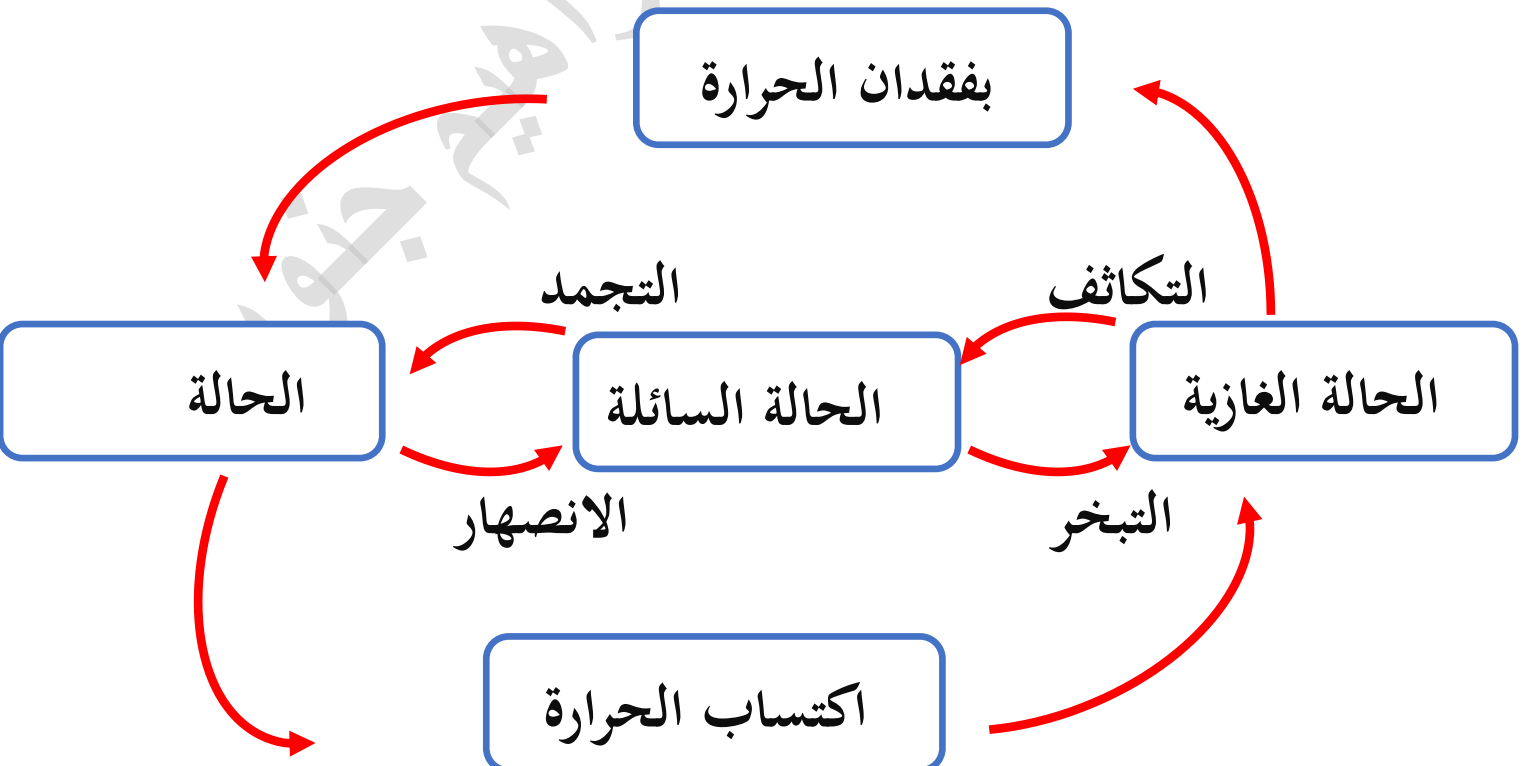 بفقدان الحرارة
التكاثف
التجمد
الحالة الغازية
الحالة السائلة
الحالة
التبخر
الانصهار
اكتساب الحرارة